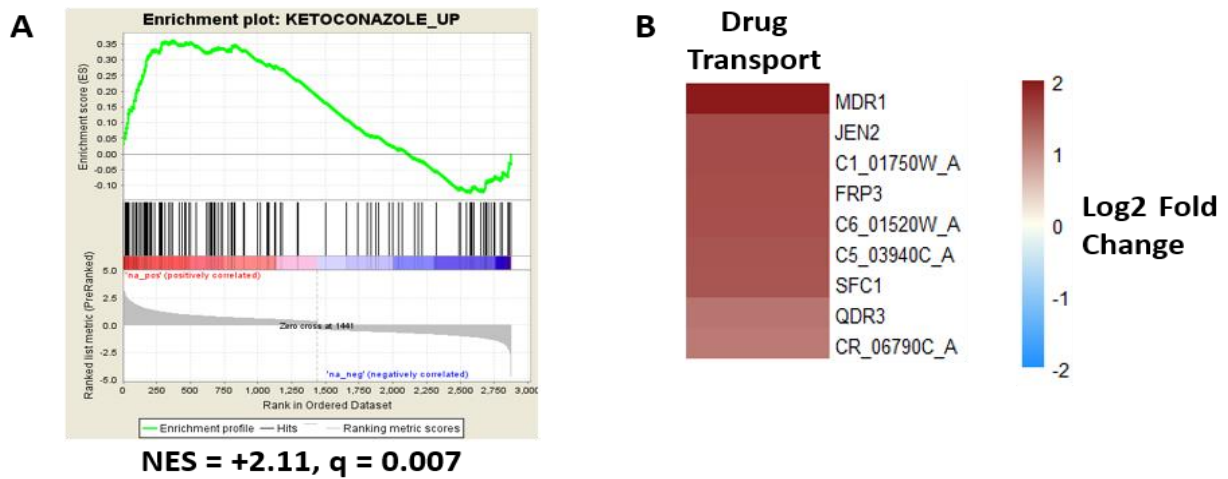 A
Enrichment plot: KETOCONAZOLE_UP
Enrichment score (ES)
0.35
0.30
0.25
0.20
0.15
0.10
0.05
0.00
-0.05
-0.10
'na_pos' (positively correlated)
Ranked list metric (PreRanked)
5.0
2.5
0.0
-2.5
-5.0
Zero cross at 1441
'na_neg' (negatively correlated)
0 250 500 750 1,000 1,250 1,500 1,750 2,000 2,250 2,500 2,750 3,000
Rank in Ordered Dataset
Enrichment profile Hits Ranking metric scores
NES = +2.11, q = 0.007
B
Drug
Transport
MDR1
JEN2
C1_01750W_A
FRP3
C6_01520W_A
C5_03940C_A
SFC1
QDR3
CR_06790C_A
2
1
0
-1
-2
Log2 Fold
Change